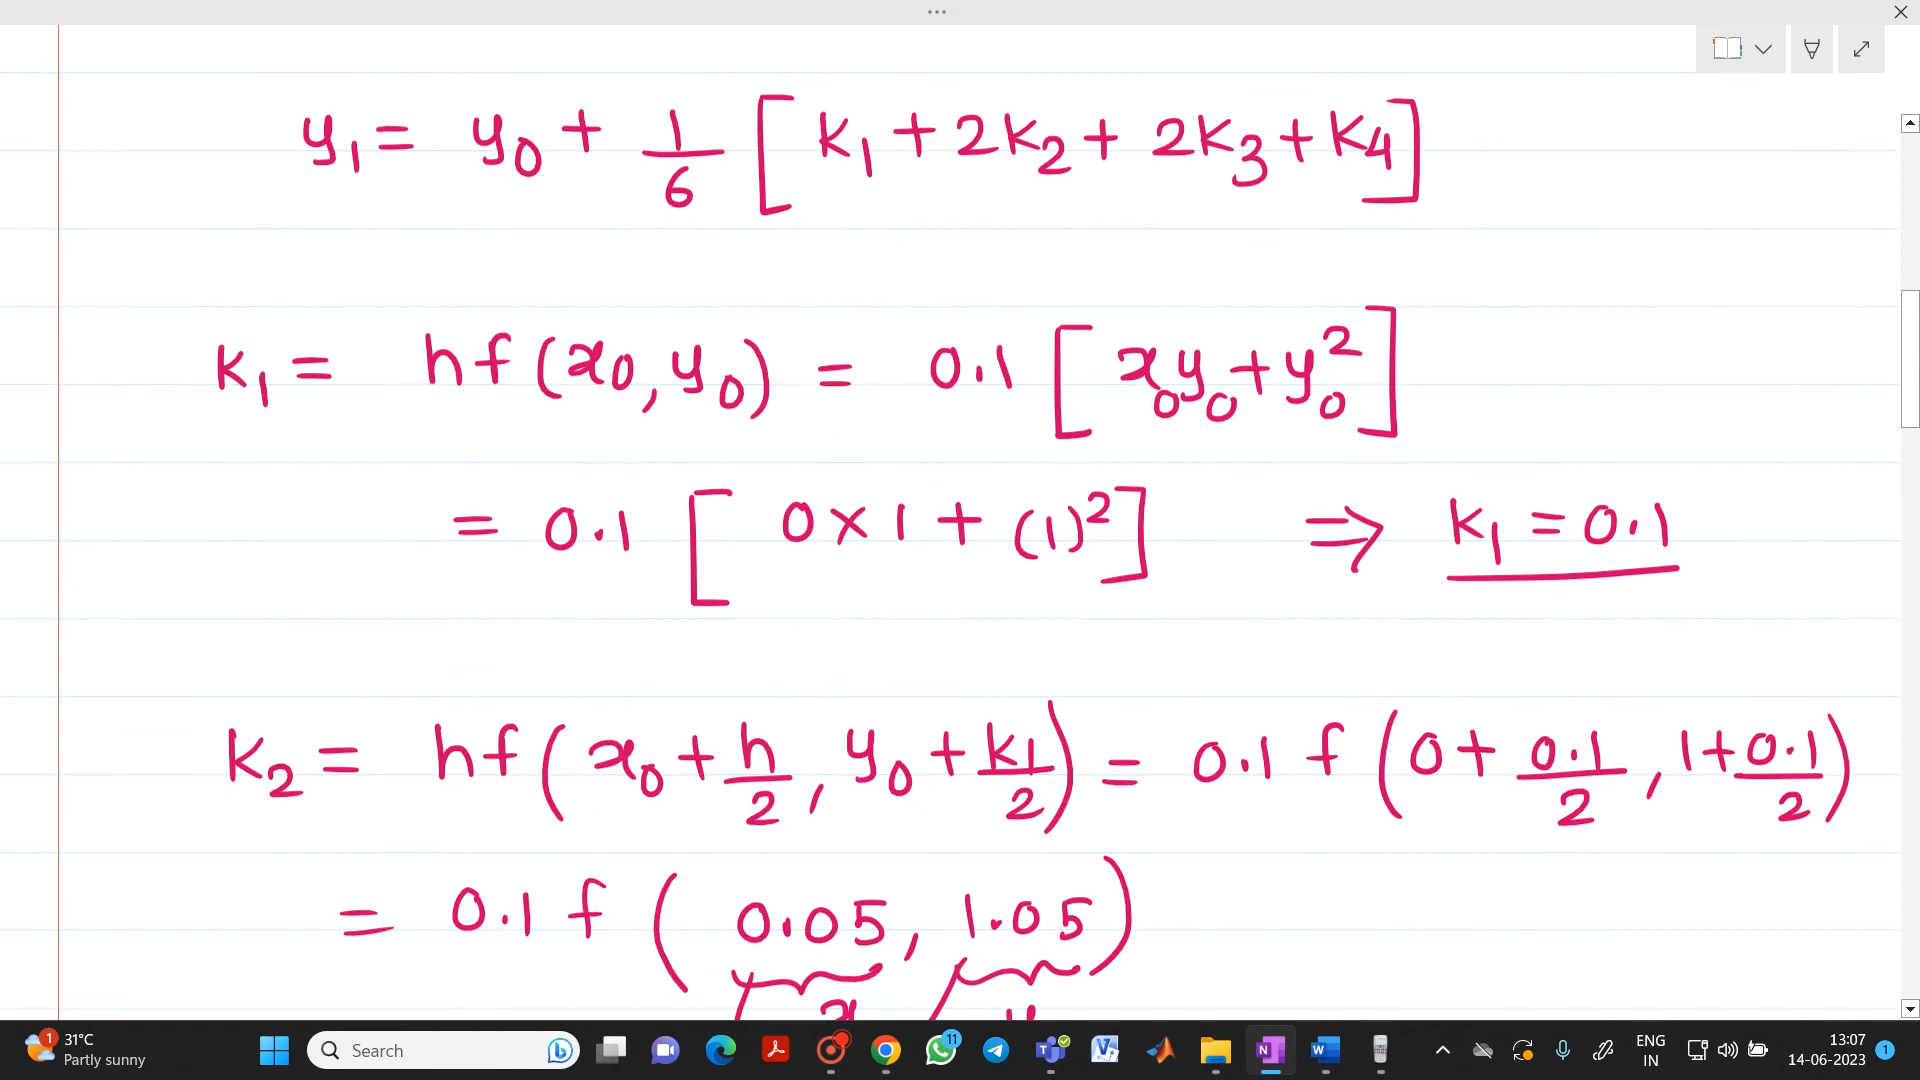 y₁ = y₀ + 1/6 [ k₁ + 2k₂ + 2k₃ + k₄ ]
k₁ = hf(x₀, y₀) = 0.1 [ x₀y₀ + y₀² ]
= 0.1 [ 0 × 1 + (1)² ] ⇒ k₁ = 0.1
k₂ = hf( x₀ + h/2, y₀ + k₁/2 ) = 0.1 f ( 0 + 0.1/2, 1 + 0.1/2 )
= 0.1 f ( 0.05, 1.05 )
x y
1
31°C
Partly sunny
Search
11
ENG
IN
13:07
14-06-2023
1